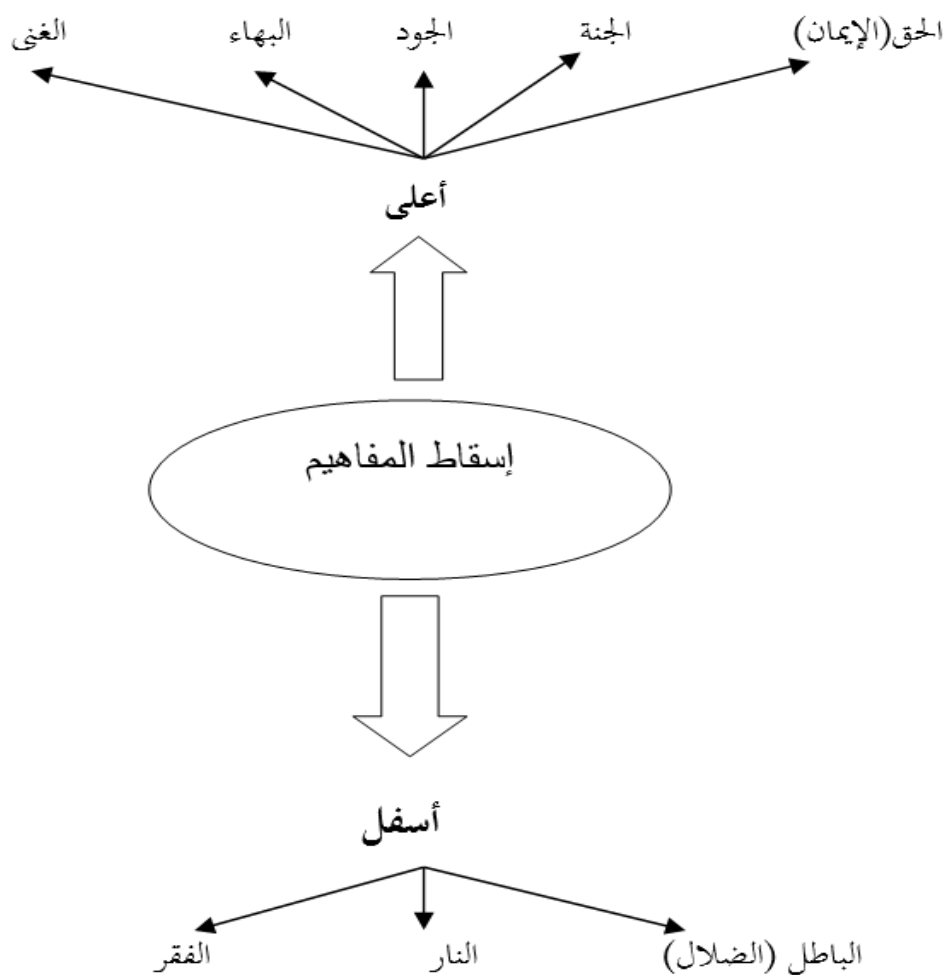 الحق(الإيمان) الجنة الجود البهاء الغنى
أعلى
إسقاط المفاهيم
أسفل
الباطل (الضلال) النار الفقر